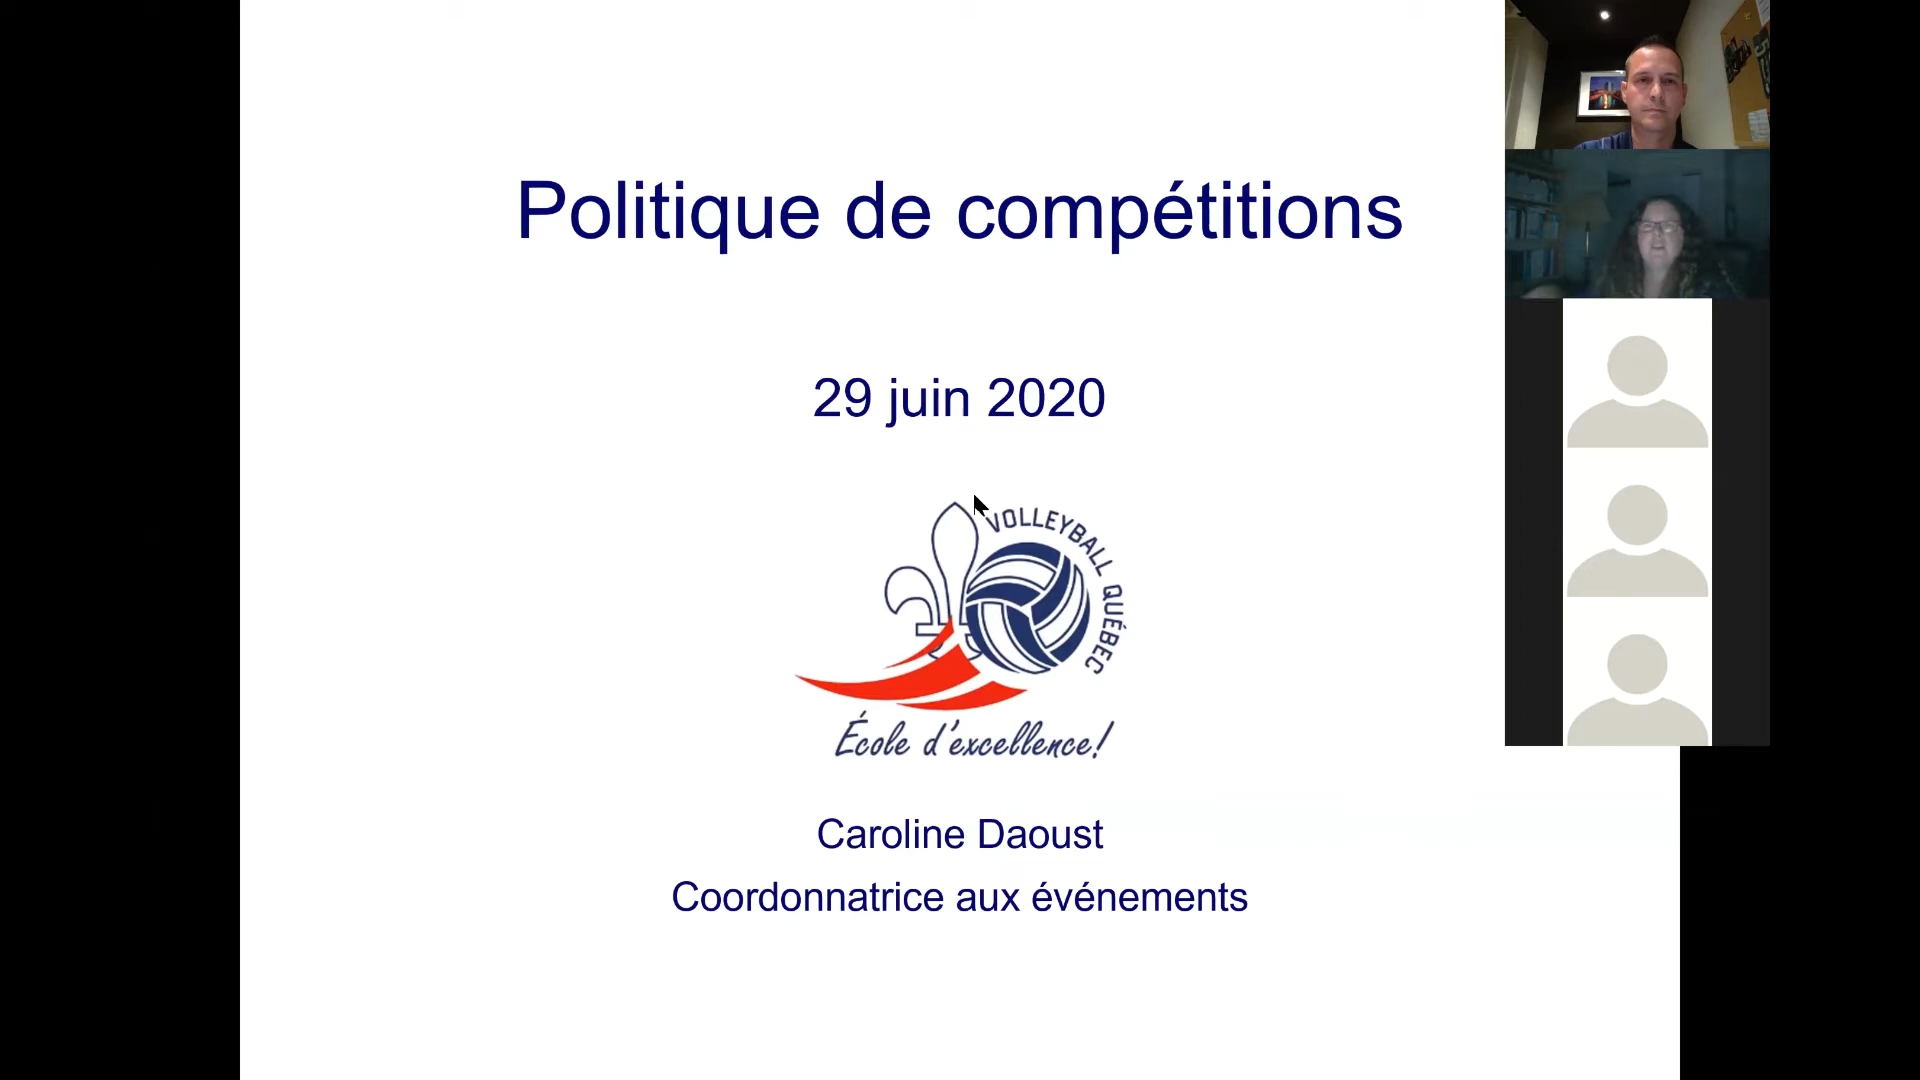 Politique de compétitions
29 juin 2020
VOLLEYBALL QUÉBEC
École d'excellence!
Caroline Daoust
Coordonnatrice aux événements